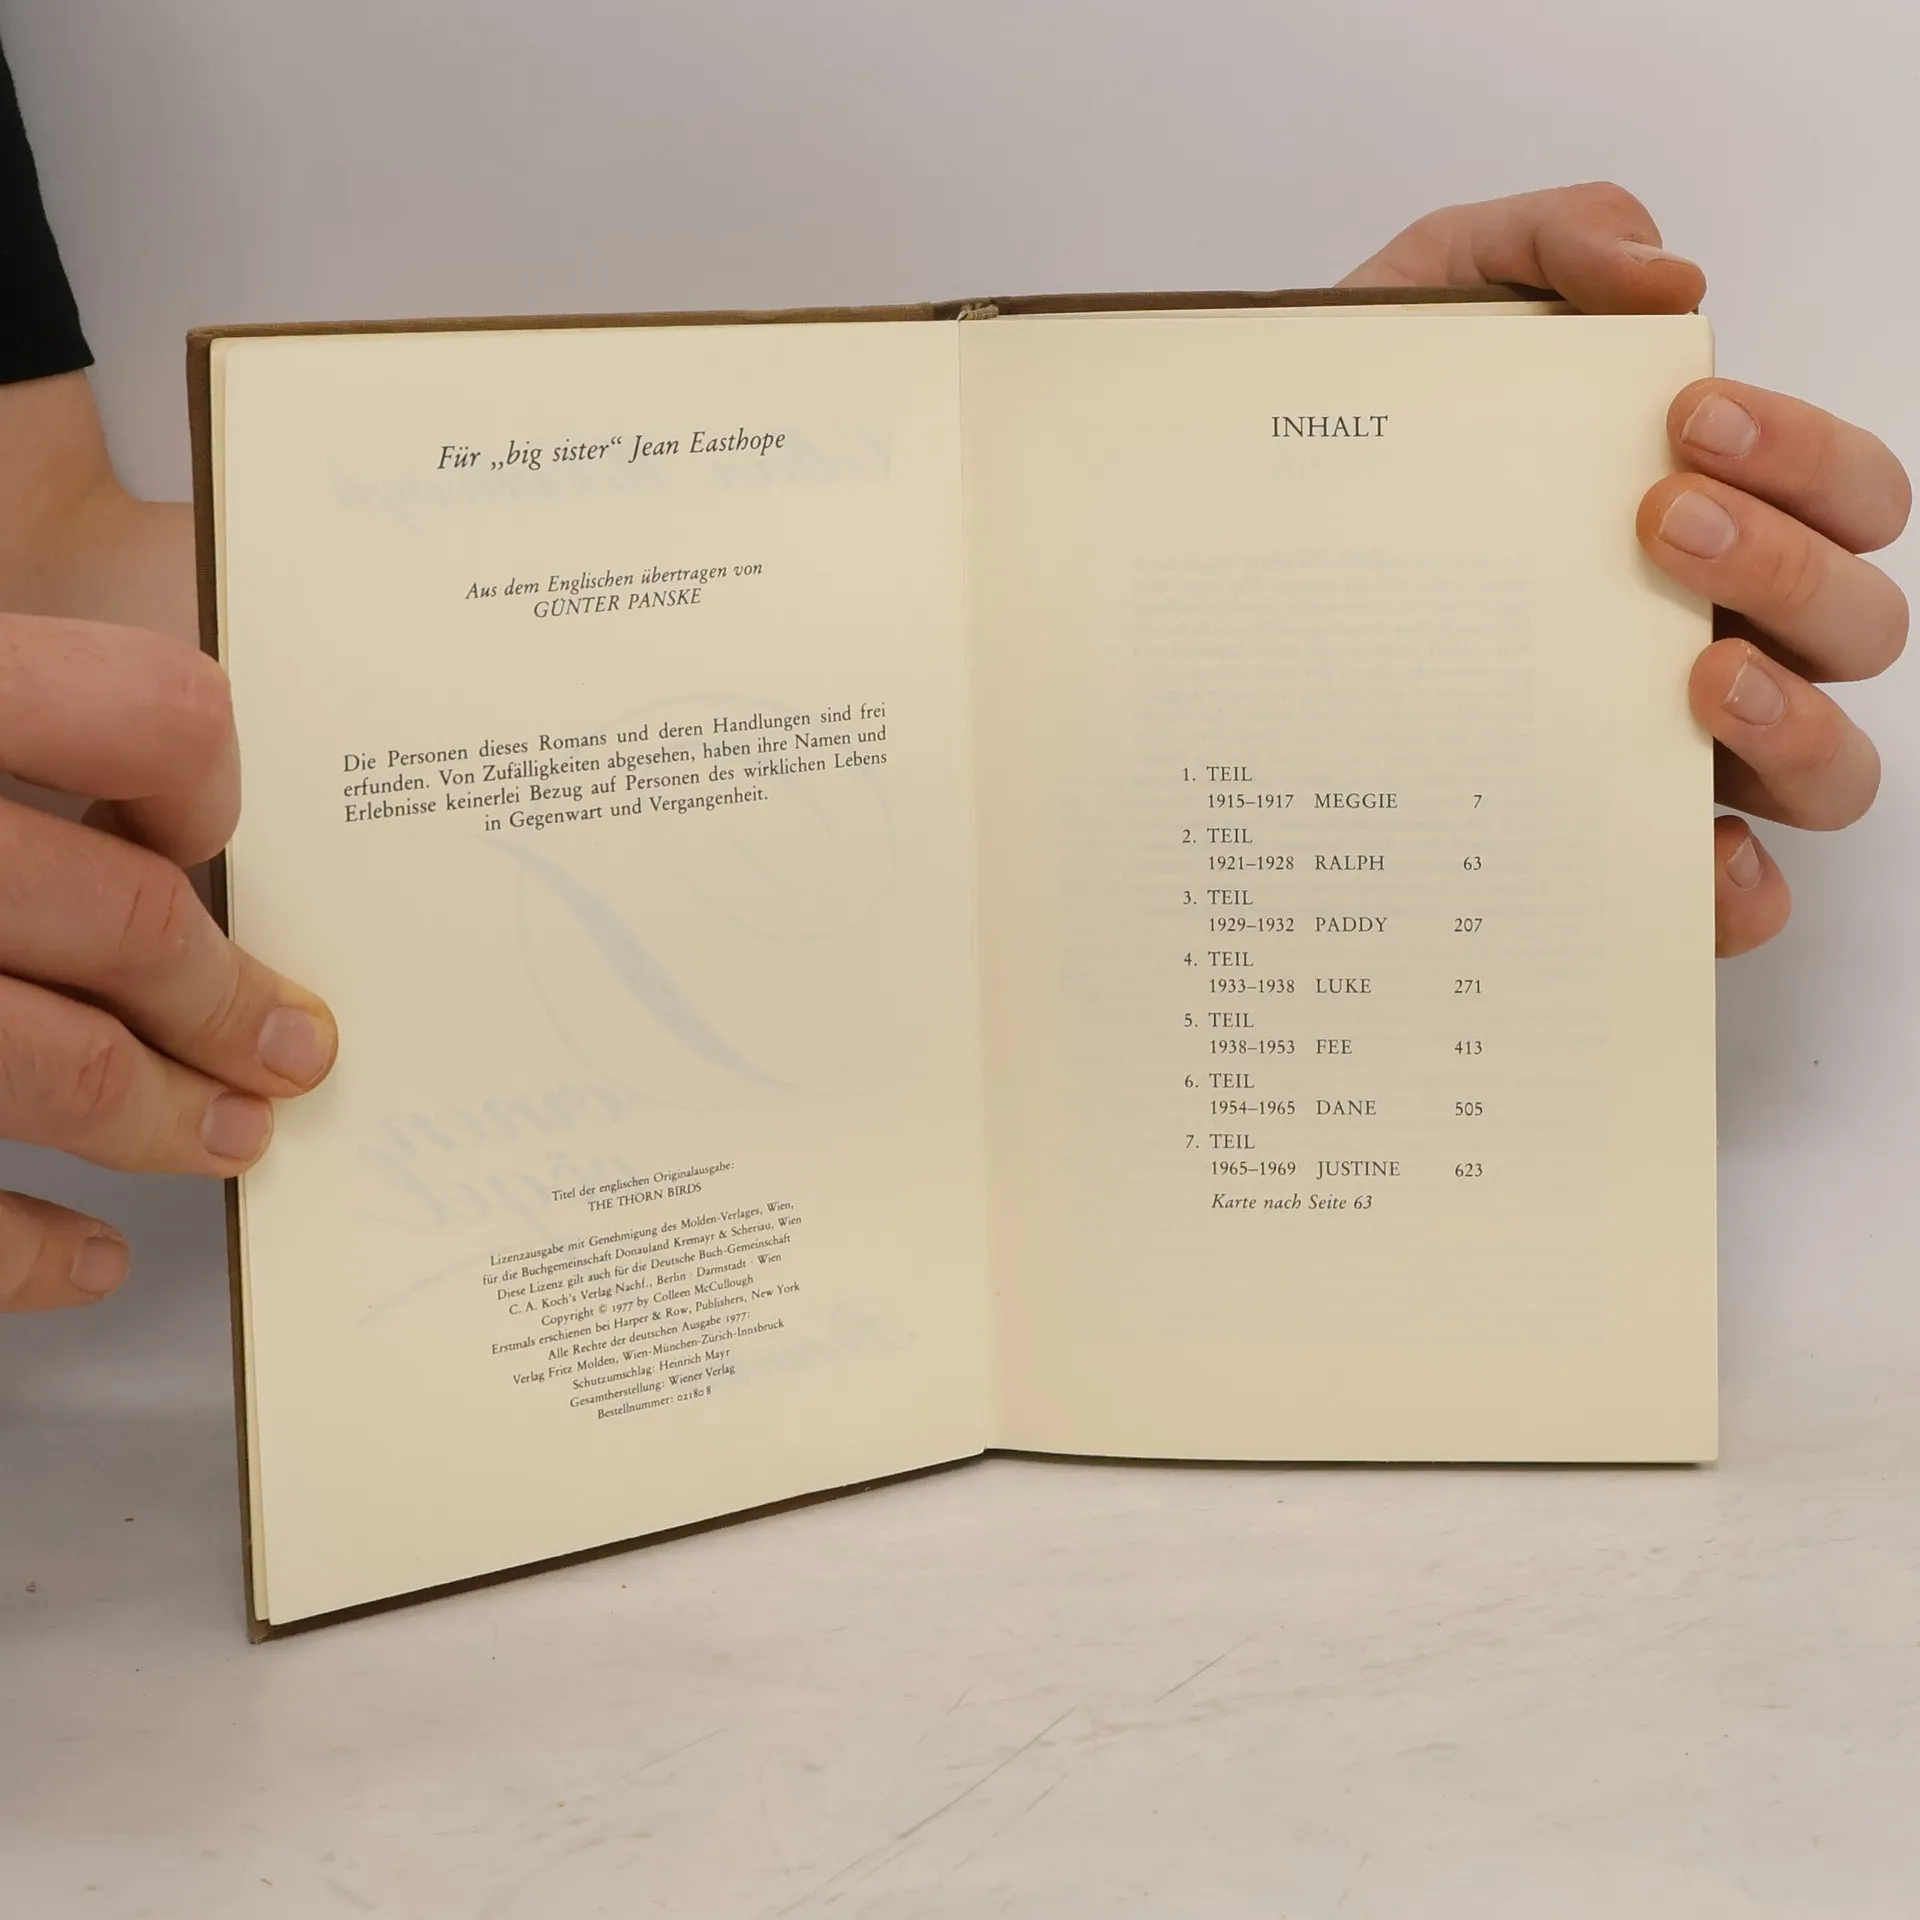 Für „big sister“ Jean Easthope
Aus dem Englischen übertragen von
GÜNTER PANSKE
Die Personen dieses Romans und deren Handlungen sind frei
erfunden. Von Zufälligkeiten abgesehen, haben ihre Namen und
Erlebnisse keinerlei Bezug auf Personen des wirklichen Lebens
in Gegenwart und Vergangenheit.
Titel der englischen Originalausgabe:
THE THORN BIRDS
Lizenzausgabe mit Genehmigung des Molden-Verlages, Wien,
für die Buchgemeinschaft Donauland Kremayr & Scheriau, Wien
Diese Lizenz gilt auch für die Deutsche Buch-Gemeinschaft
C. A. Koch's Verlag Nachf., Berlin · Darmstadt · Wien
Copyright © 1977 by Colleen McCullough
Erstmals erschienen bei Harper & Row, Publishers, New York
Alle Rechte der deutschen Ausgabe 1977:
Verlag Fritz Molden, Wien-München-Zürich-Innsbruck
Schutzumschlag: Heinrich Mayr
Gesamtherstellung: Wiener Verlag
Bestellnummer: 02180 8
INHALT
1. TEIL
1915–1917 MEGGIE 7
2. TEIL
1921–1928 RALPH 63
3. TEIL
1929–1932 PADDY 207
4. TEIL
1933–1938 LUKE 271
5. TEIL
1938–1953 FEE 413
6. TEIL
1954–1965 DANE 505
7. TEIL
1965–1969 JUSTINE 623
Karte nach Seite 63